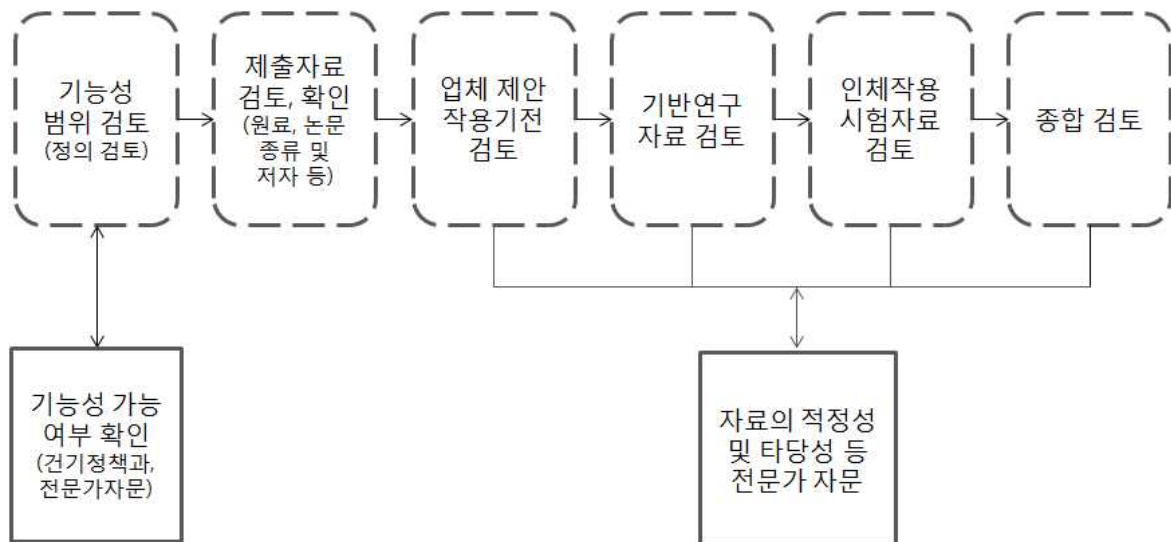 기능성
범위 검토
(정의 검토)
제출자료
검토, 확인
(원료, 논문
종류 및
저자 등)
업체 제안
작용기전
검토
기반연구
자료 검토
인체작용
시험자료
검토
종합 검토
기능성 가능
여부 확인
(건기정책과,
전문가자문)
자료의 적정성
및 타당성 등
전문가 자문